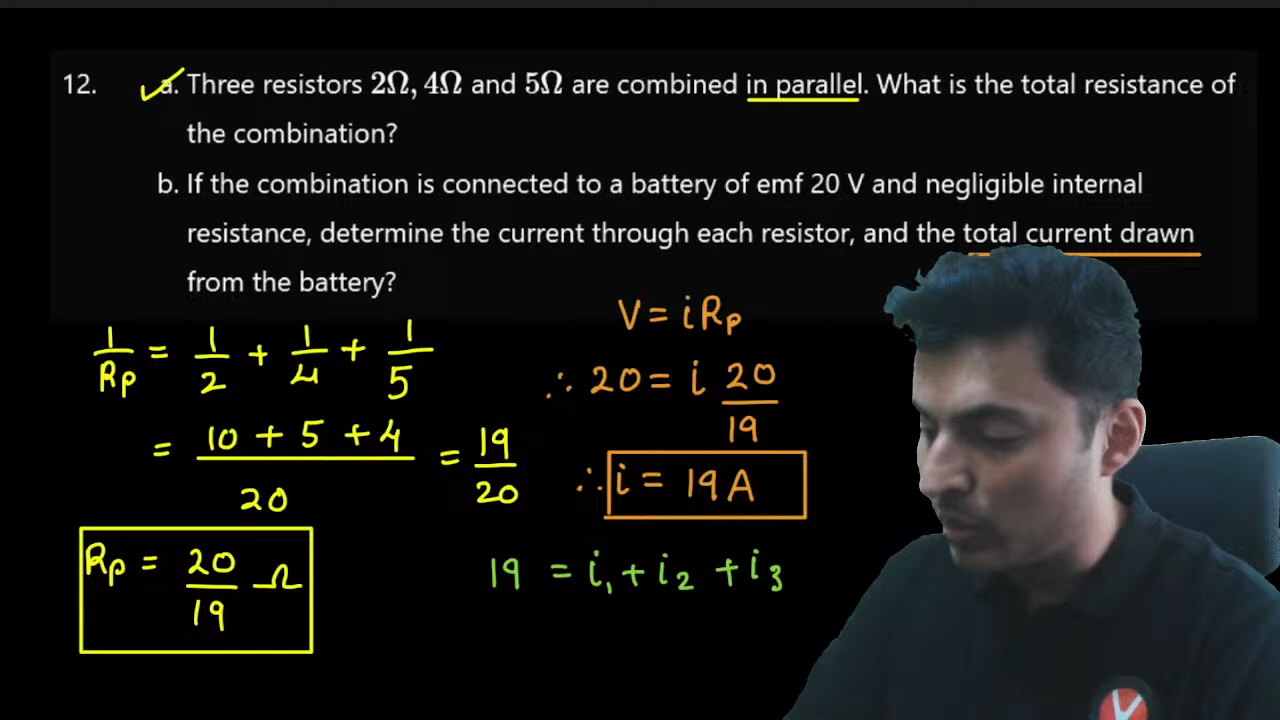 12. a. Three resistors 2Ω, 4Ω and 5Ω are combined in parallel. What is the total resistance of
the combination?
b. If the combination is connected to a battery of emf 20 V and negligible internal
resistance, determine the current through each resistor, and the total current drawn
from the battery?
1/Rp = 1/2 + 1/4 + 1/5
= (10 + 5 + 4)/20 = 19/20
Rp = 20/19 Ω
V = iRp
∴ 20 = i 20/19
∴ i = 19A
19 = i₁ + i₂ + i₃